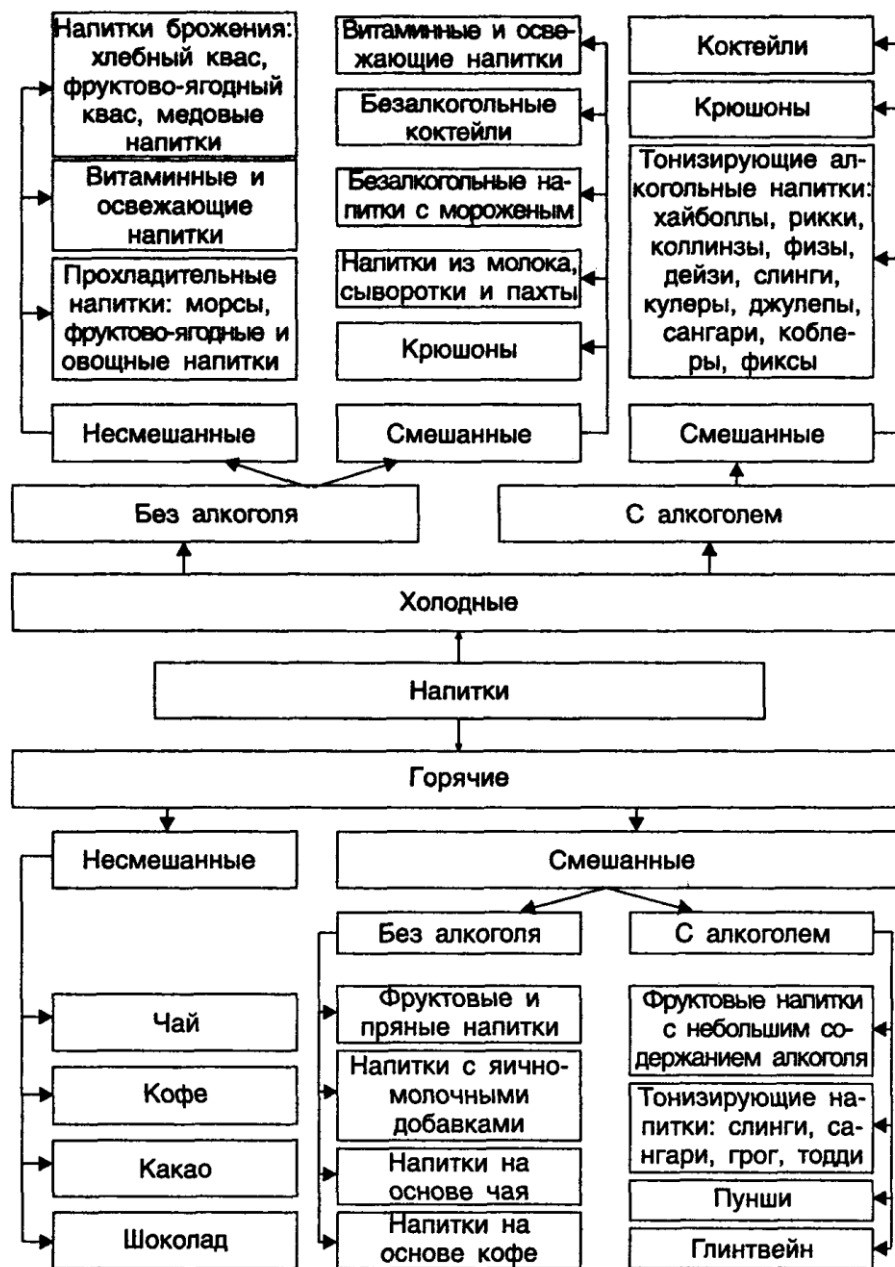 Напитки брожения:
хлебный квас,
фруктово-ягодный
квас, медовые
напитки
Витаминные и
освежающие
напитки
Прохладительные
напитки: морсы,
фруктово-ягодные и
овощные напитки
Несмешанные
Витаминные и осве-
жающие напитки
Безалкогольные
коктейли
Безалкогольные на-
питки с мороженым
Напитки из молока,
сыворотки и пахты
Крюшоны
Смешанные
Коктейли
Крюшоны
Тонизирующие ал-
когольные напитки:
хайболлы, рикки,
коллинзы, физы,
дейзи, слинги,
кулеры, джулепы,
сангари, кобле-
ры, фиксы
Смешанные
Без алкоголя
С алкоголем
Холодные
Напитки
Горячие
Несмешанные
Смешанные
Без алкоголя
С алкоголем
Чай
Кофе
Какао
Шоколад
Фруктовые и
пряные напитки
Напитки с яично-
молочными
добавками
Напитки на
основе чая
Напитки на
основе кофе
Фруктовые напитки
с небольшим со-
держанием алкоголя
Тонизирующие на-
питки: слинги, са-
нгари, грог, тодди
Пунши
Глинтвейн